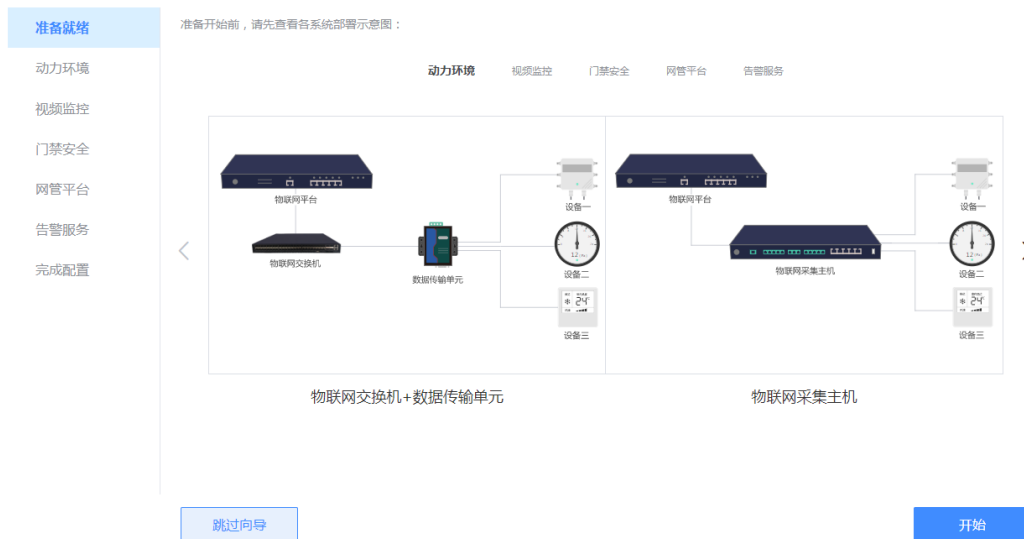 准备就绪
动力环境
视频监控
门禁安全
网管平台
告警服务
完成配置
准备开始前，请先查看各系统部署示意图：
动力环境 视频监控 门禁安全 网管平台 告警服务
物联网平台
物联网交换机
数据传输单元
设备一
12
设备二
24
设备三
物联网平台
物联网采集主机
设备一
12
设备二
24
设备三
物联网交换机+数据传输单元
物联网采集主机
跳过向导
开始